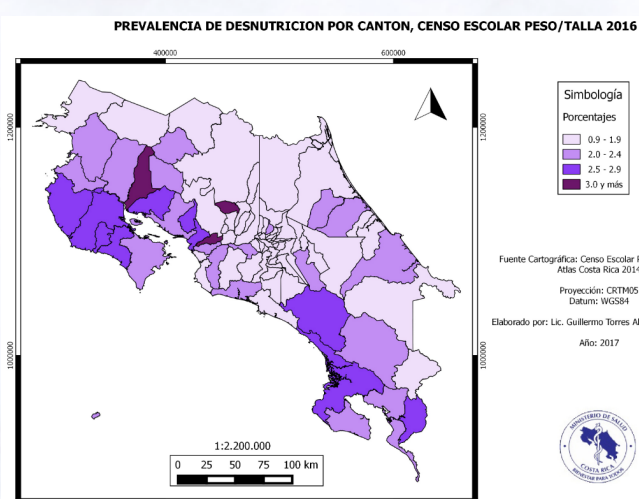 PREVALENCIA DE DESNUTRICION POR CANTON, CENSO ESCOLAR PESO/TALLA 2016
400000
600000
1200000
1200000
Simbología
Porcentajes
0.9 - 1.9
2.0 - 2.4
2.5 - 2.9
3.0 y más
Fuente Cartográfica: Censo Escolar
Atlas Costa Rica 2014
Proyección: CRTM05
Datum: WGS84
Elaborado por: Lic. Guillermo Torres
Año: 2017
1000000
1000000
1:2.200.000
0 25 50 75 100 km
MINISTERIO DE SALUD
COSTA RICA
BIENESTAR PARA TODOS